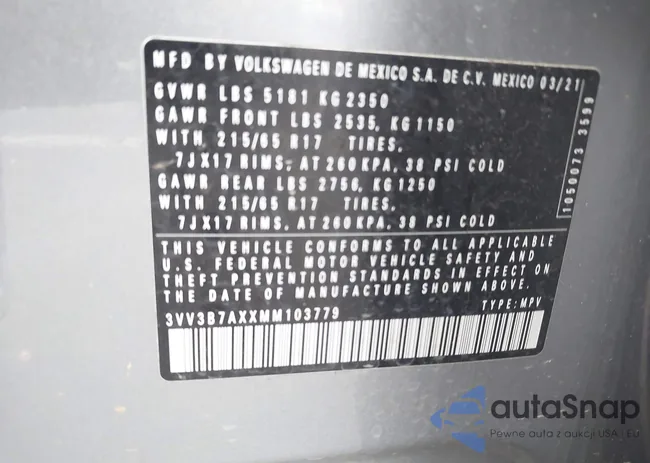 MFD BY VOLKSWAGEN DE MEXICO S.A. DE C.V. MEXICO 03/21
GVWR LBS 5181 KG 2350
GAWR FRONT LBS 2535, KG 1150
WITH 215/65 R17 TIRES,
7JX17 RIMS, AT 260 KPA, 38 PSI COLD
GAWR REAR LBS 2756, KG 1250
WITH 215/65 R17 TIRES,
7JX17 RIMS, AT 260 KPA, 38 PSI COLD
1050073 3599
THIS VEHICLE CONFORMS TO ALL APPLICABLE
U.S. FEDERAL MOTOR VEHICLE SAFETY AND
THEFT PREVENTION STANDARDS IN EFFECT ON
THE DATE OF MANUFACTURE SHOWN ABOVE.
3VV3B7AXXMM103779 TYPE: MPV
autaSnap
Pewne auta z aukcji USA, EU